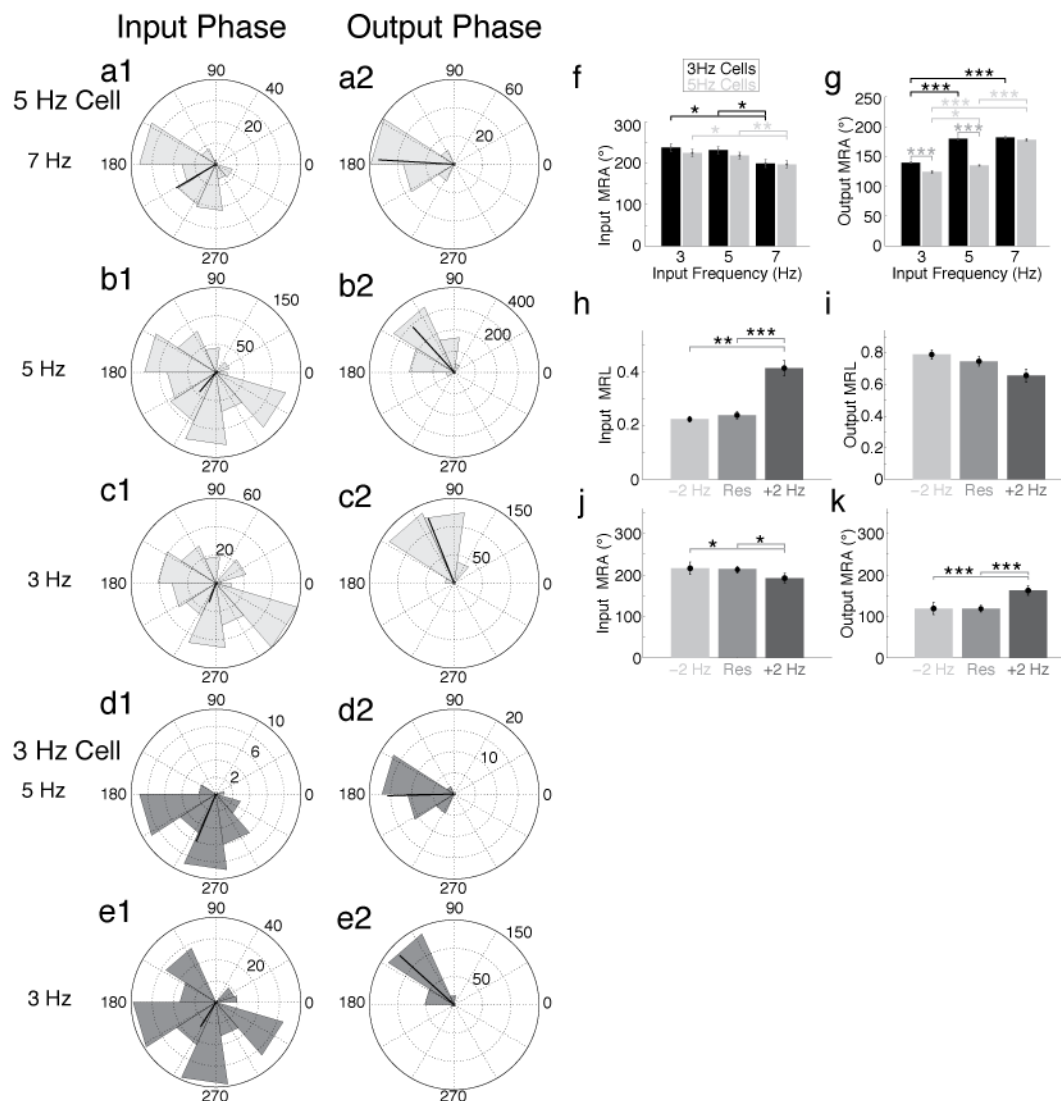 Input Phase
Output Phase
a1
90
40
20
5 Hz Cell
7 Hz
180
0
270
a2
90
60
20
180
0
270
b1
90
150
50
5 Hz
180
0
270
b2
90
400
200
180
0
270
c1
90
60
20
3 Hz
180
0
270
c2
90
150
50
180
0
270
d1
90
10
6
2
3 Hz Cell
5 Hz
180
0
270
d2
90
20
10
180
0
270
e1
90
40
20
3 Hz
180
0
270
e2
90
150
50
180
0
270
f
3Hz Cells
5Hz Cells
* *
* **
300
200
100
0
Input MRA (°)
3 5 7
Input Frequency (Hz)
g
***
*** ***
*
*** ***
250
200
150
100
50
0
Output MRA (°)
3 5 7
Input Frequency (Hz)
h
** ***
0.4
0.2
0
Input MRL
−2 Hz Res +2 Hz
i
0.8
0.6
0.4
0.2
0
Output MRL
−2 Hz Res +2 Hz
j
* *
300
200
100
0
Input MRA (°)
−2 Hz Res +2 Hz
k
*** ***
300
200
100
0
Output MRA (°)
−2 Hz Res +2 Hz